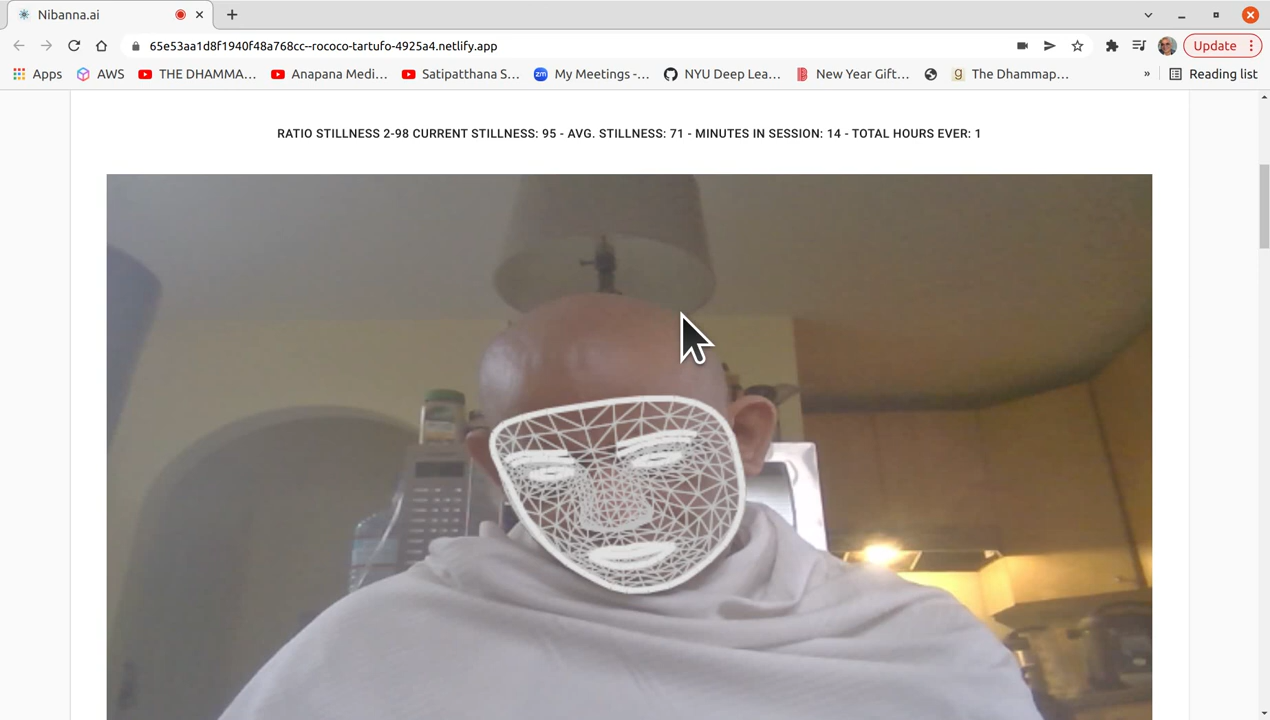 Nibanna.ai
65e53aa1d8f1940f48a768cc--rococo-tartufo-4925a4.netlify.app
Update
Apps AWS THE DHAMMA... Anapana Medi... Satipatthana S... zm My Meetings -... NYU Deep Lea... B New Year Gift... g The Dhammap... » Reading list
RATIO STILLNESS 2-98 CURRENT STILLNESS: 95 - AVG. STILLNESS: 71 - MINUTES IN SESSION: 14 - TOTAL HOURS EVER: 1